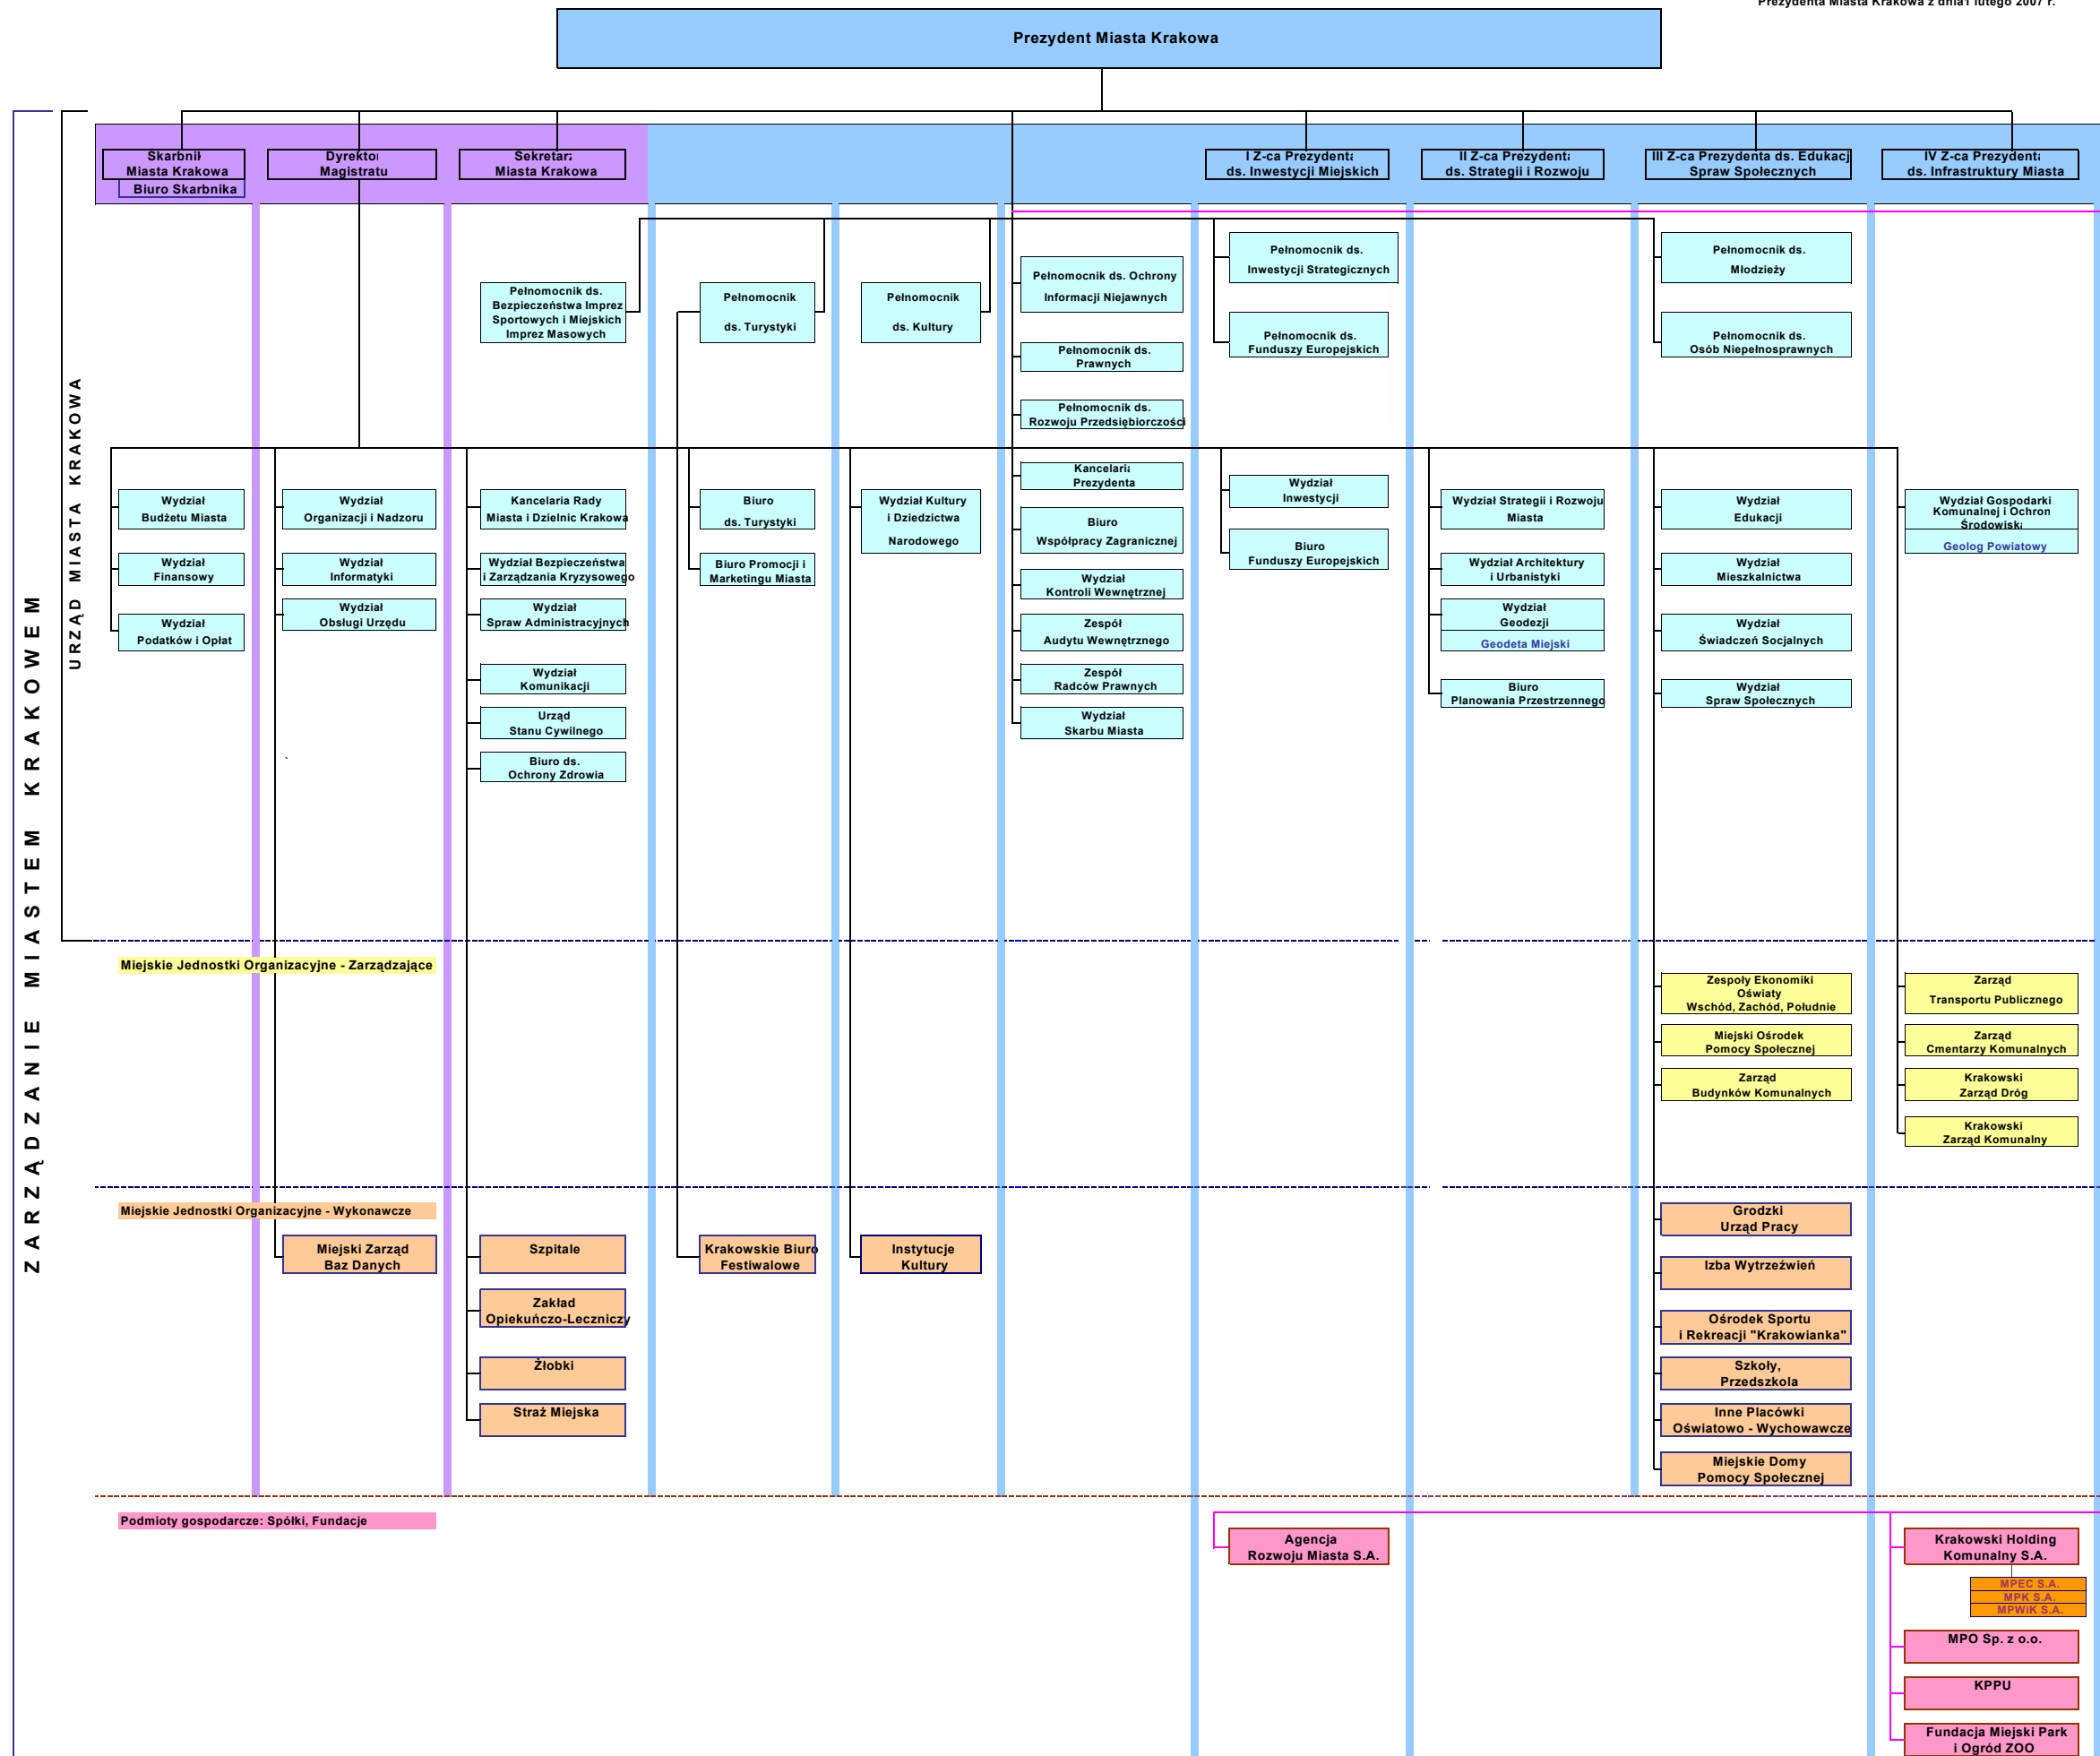 Prezydenta Miasta Krakowa z dnia1 lutego 2007 r.
Prezydent Miasta Krakowa
ZARZĄDZANIE MIASTEM KRAKOWEM
URZĄD MIASTA KRAKOWA
Skarbnik
Miasta Krakowa
Biuro Skarbnika
Dyrektor
Magistratu
Sekretarz
Miasta Krakowa
I Z-ca Prezydenta
ds. Inwestycji Miejskich
II Z-ca Prezydenta
ds. Strategii i Rozwoju
III Z-ca Prezydenta ds. Edukacj
Spraw Społecznych
IV Z-ca Prezydenta
ds. Infrastruktury Miasta
Pełnomocnik ds.
Bezpieczeństwa Imprez
Sportowych i Miejskich
Imprez Masowych
Pełnomocnik
ds. Turystyki
Pełnomocnik
ds. Kultury
Pełnomocnik ds. Ochrony
Informacji Niejawnych
Pełnomocnik ds.
Prawnych
Pełnomocnik ds.
Rozwoju Przedsiębiorczości
Pełnomocnik ds.
Inwestycji Strategicznych
Pełnomocnik ds.
Funduszy Europejskich
Pełnomocnik ds.
Młodzieży
Pełnomocnik ds.
Osób Niepełnosprawnych
Wydział
Budżetu Miasta
Wydział
Finansowy
Wydział
Podatków i Opłat
Wydział
Organizacji i Nadzoru
Wydział
Informatyki
Wydział
Obsługi Urzędu
Kancelaria Rady
Miasta i Dzielnic Krakowa
Wydział Bezpieczeństwa
i Zarządzania Kryzysowego
Wydział
Spraw Administracyjnych
Wydział
Komunikacji
Urząd
Stanu Cywilnego
Biuro ds.
Ochrony Zdrowia
Biuro
ds. Turystyki
Biuro Promocji i
Marketingu Miasta
Wydział Kultury
i Dziedzictwa
Narodowego
Kancelaria
Prezydenta
Biuro
Współpracy Zagranicznej
Wydział
Kontroli Wewnętrznej
Zespół
Audytu Wewnętrznego
Zespół
Radców Prawnych
Wydział
Skarbu Miasta
Wydział
Inwestycji
Biuro
Funduszy Europejskich
Wydział Strategii i Rozwoju
Miasta
Wydział Architektury
i Urbanistyki
Wydział
Geodezji
Geodeta Miejski
Biuro
Planowania Przestrzennego
Wydział
Edukacji
Wydział
Mieszkalnictwa
Wydział
Świadczeń Socjalnych
Wydział
Spraw Społecznych
Wydział Gospodarki
Komunalnej i Ochron
Środowiska
Geolog Powiatowy
Miejskie Jednostki Organizacyjne - Zarządzające
Zespoły Ekonomiki
Oświaty
Wschód, Zachód, Południe
Miejski Ośrodek
Pomocy Społecznej
Zarząd
Budynków Komunalnych
Zarząd
Transportu Publicznego
Zarząd
Cmentarzy Komunalnych
Krakowski
Zarząd Dróg
Krakowski
Zarząd Komunalny
Miejskie Jednostki Organizacyjne - Wykonawcze
Miejski Zarząd
Baz Danych
Szpitale
Zakład
Opiekuńczo-Leczniczy
Żłobki
Straż Miejska
Krakowskie Biuro
Festiwalowe
Instytucje
Kultury
Grodzki
Urząd Pracy
Izba Wytrzeźwień
Ośrodek Sportu
i Rekreacji "Krakowianka"
Szkoły,
Przedszkola
Inne Placówki
Oświatowo - Wychowawcze
Miejskie Domy
Pomocy Społecznej
Podmioty gospodarcze: Spółki, Fundacje
Agencja
Rozwoju Miasta S.A.
Krakowski Holding
Komunalny S.A.
MPEC S.A.
MPK S.A.
MPWiK S.A.
MPO Sp. z o.o.
KPPU
Fundacja Miejski Park
i Ogród ZOO